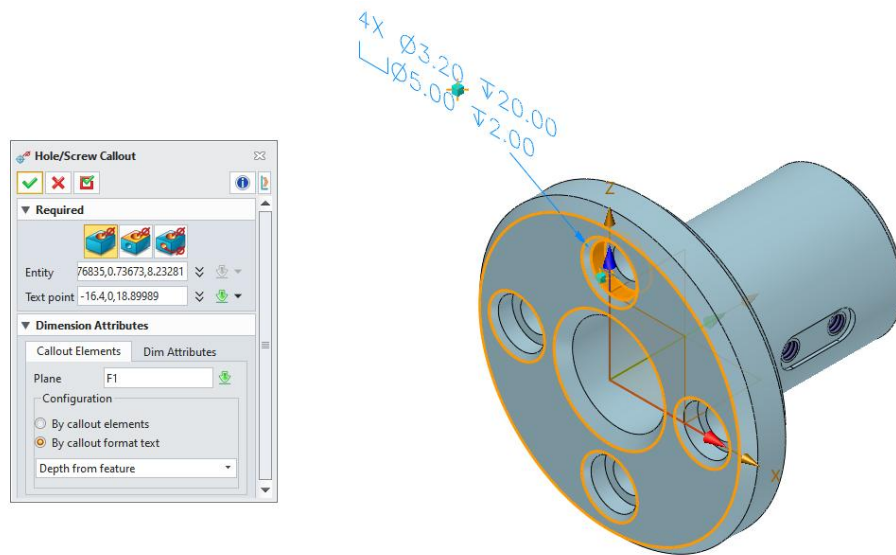 4X Ø3.20 ↧20.00
Ø5.00 ↧2.00
Hole/Screw Callout
Required
Entity 76835,0.73673,8.23281
Text point -16.4,0,18.89989
Dimension Attributes
Callout Elements Dim Attributes
Plane F1
Configuration
By callout elements
By callout format text
Depth from feature
Z
X